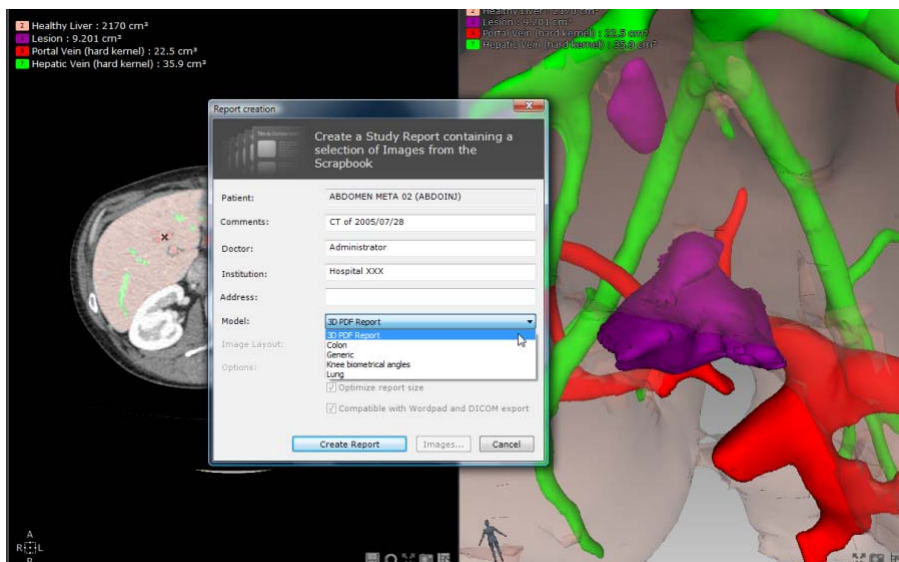 2 Healthy Liver : 2170 cm³
Lesion : 9.201 cm³
Portal Vein (hard kernel) : 22.5 cm³
? Hepatic Vein (hard kernel) : 35.9 cm³
Lesion : 9.201 cm³
Portal Vein (hard kernel) : 22.5 cm³
? Hepatic Vein (hard kernel) : 35.9 cm³
Report creation
Create a Study Report containing a
selection of Images from the
Scrapbook
Patient: ABDOMEN META 02 (ABDOINJ)
Comments: CT of 2005/07/28
Doctor: Administrator
Institution: Hospital XXX
Address:
Model: 3D PDF Report
3D PDF Report
Image Layout:
Colon
Generic
Options:
Knee biometrical angles
Lung
Optimize report size
Compatible with Wordpad and DICOM export
Create Report Images... Cancel
A
R L